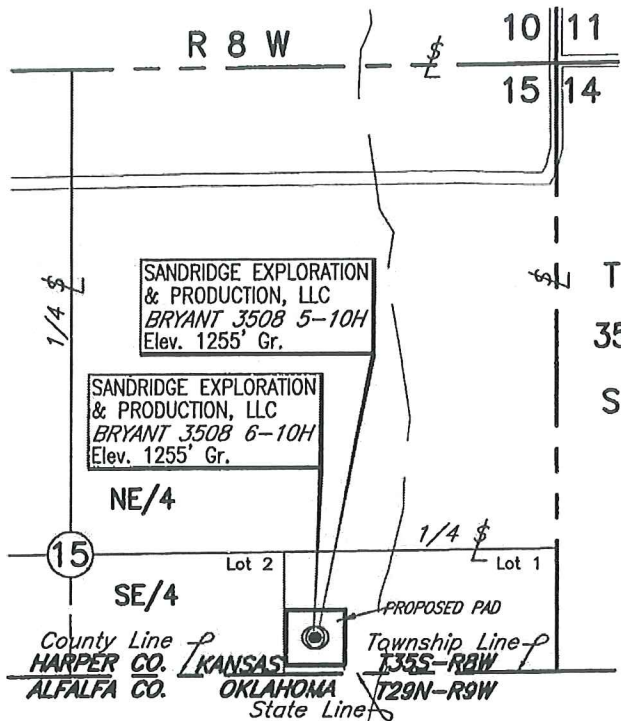 R 8 W
10 11
15 14
1/4
T
35
S
SANDRIDGE EXPLORATION
& PRODUCTION, LLC
BRYANT 3508 5-10H
Elev. 1255' Gr.
SANDRIDGE EXPLORATION
& PRODUCTION, LLC
BRYANT 3508 6-10H
Elev. 1255' Gr.
NE/4
1/4
15
Lot 2
Lot 1
SE/4
PROPOSED PAD
County Line
Township Line
HARPER CO. KANSAS T35S-R8W
ALFALFA CO. OKLAHOMA T29N-R9W
State Line